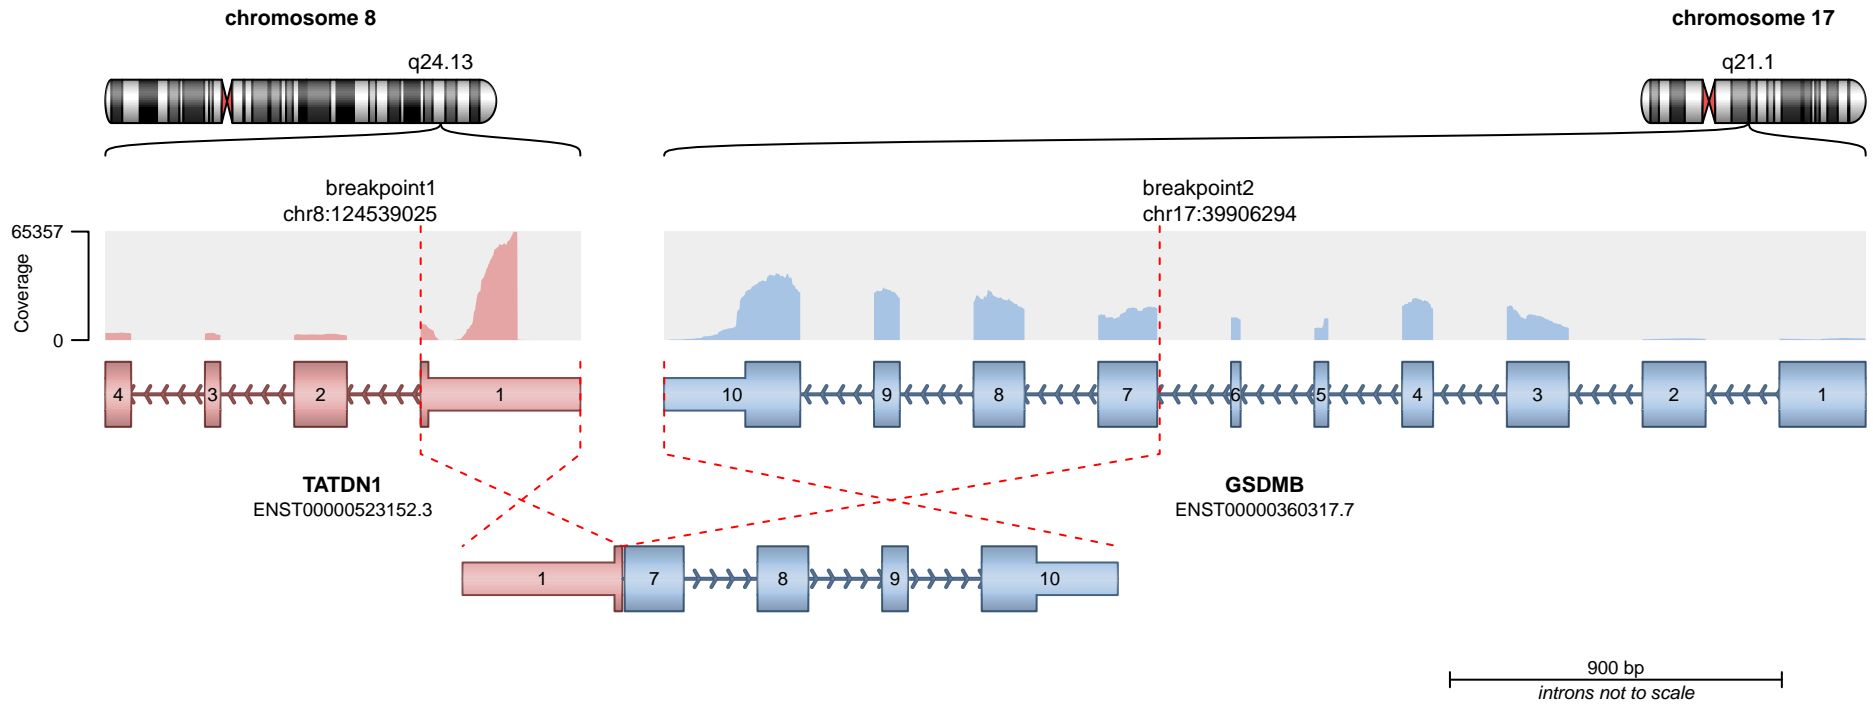 chromosome 8
chromosome 17
q24.13
q21.1
breakpoint1
chr8:124539025
breakpoint2
chr17:39906294
65357
Coverage
0
4
3
2
1
10
9
8
7
6
5
4
3
2
1
TATDN1
ENST00000523152.3
GSDMB
ENST00000360317.7
1
7
8
9
10
900 bp
introns not to scale